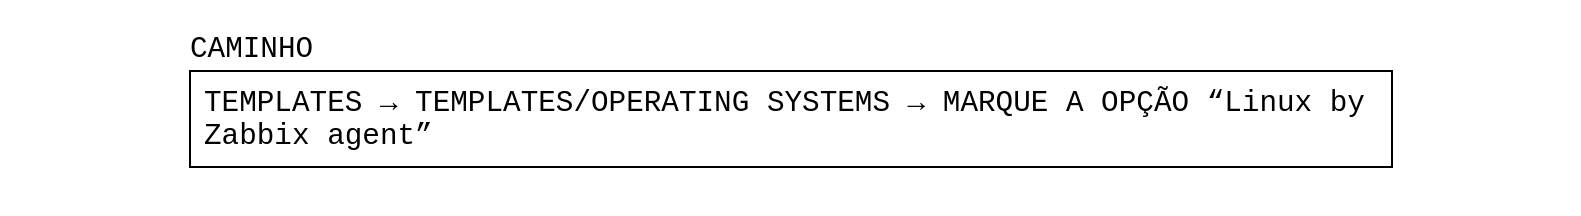 CAMINHO
TEMPLATES → TEMPLATES/OPERATING SYSTEMS → MARQUE A OPÇÃO “Linux by
Zabbix agent”